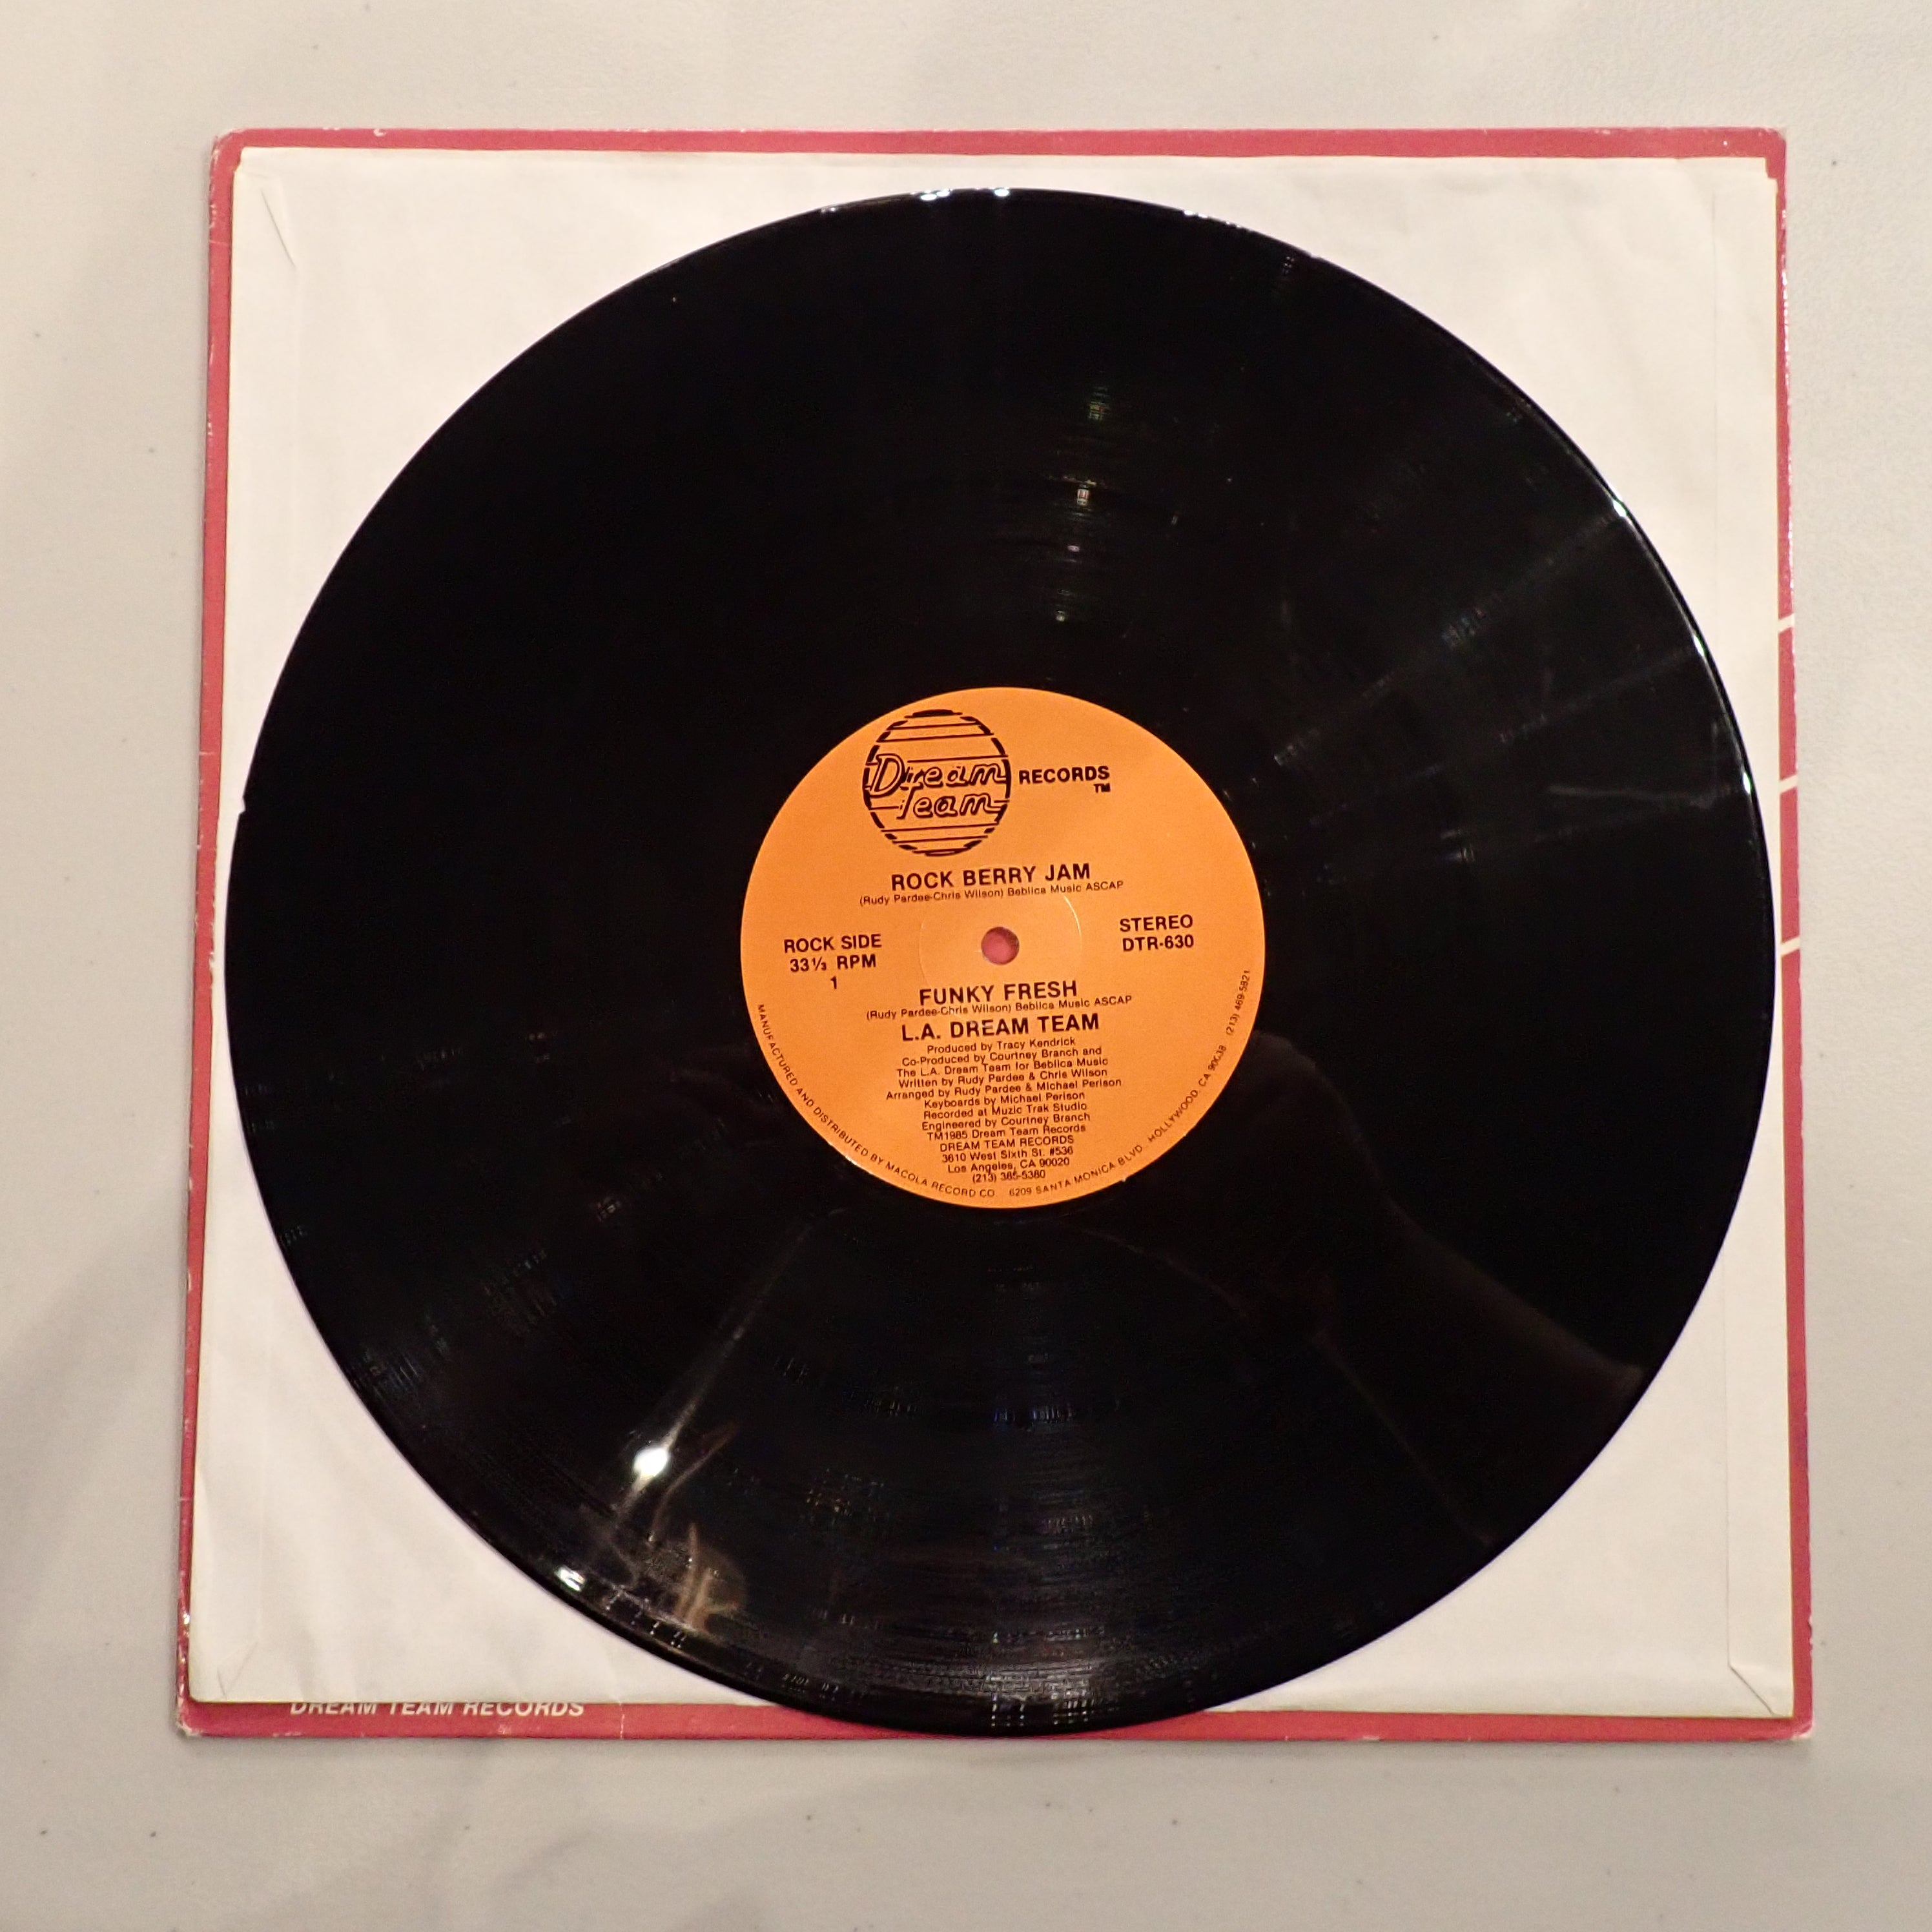 Dream
Team
RECORDS
TM
ROCK BERRY JAM
(Rudy Pardee-Chris Wilson) Beblica Music ASCAP
ROCK SIDE
33⅓ RPM
1
STEREO
DTR-630
FUNKY FRESH
(Rudy Pardee-Chris Wilson) Beblica Music ASCAP
L.A. DREAM TEAM
Produced by Tracy Kendrick
Co-Produced by Courtney Branch and
The L.A. Dream Team for Beblica Music
Written by Rudy Pardee & Chris Wilson
Arranged by Rudy Pardee & Michael Perison
Keyboards by Michael Perison
Recorded at Muzic Trak Studio
Engineered by Courtney Branch
TM1985 Dream Team Records
DREAM TEAM RECORDS
3610 West Sixth St. #536
Los Angeles, CA 90020
(213) 385-5380
MANUFACTURED AND DISTRIBUTED BY MACOLA RECORD CO. 6209 SANTA MONICA BLVD. HOLLYWOOD, CA 90038 (213) 469-5821
DREAM TEAM RECORDS